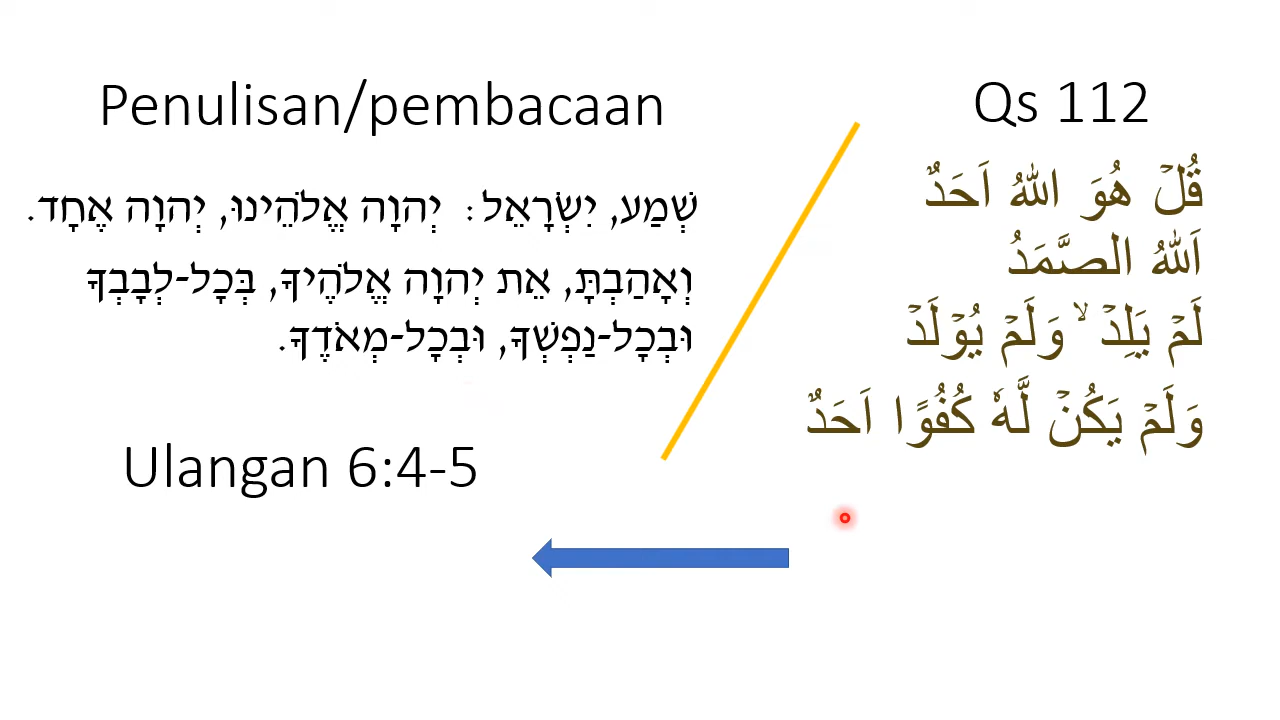 Penulisan/pembacaan
שְׁמַע, יִשְׂרָאֵל: יְהוָה אֱלֹהֵינוּ, יְהוָה אֶחָד.
וְאָהַבְתָּ, אֵת יְהוָה אֱלֹהֶיךָ, בְּכָל-לְבָבְךָ
וּבְכָל-נַפְשְׁךָ, וּבְכָל-מְאֹדֶךָ.
Ulangan 6:4-5
Qs 112
قُلْ هُوَ اللّٰهُ اَحَدٌ
اَللّٰهُ الصَّمَدُ
لَمْ يَلِدْ ۙ وَلَمْ يُوْلَدْ
وَلَمْ يَكُنْ لَّهٗ كُفُوًا اَحَدٌ